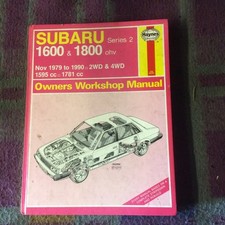 SUBARU Series 2
Haynes
1600 & 1800 ohv
Nov 1979 to 1990 □ 2WD & 4WD
1595 cc □ 1781 cc
Owners Workshop Manual